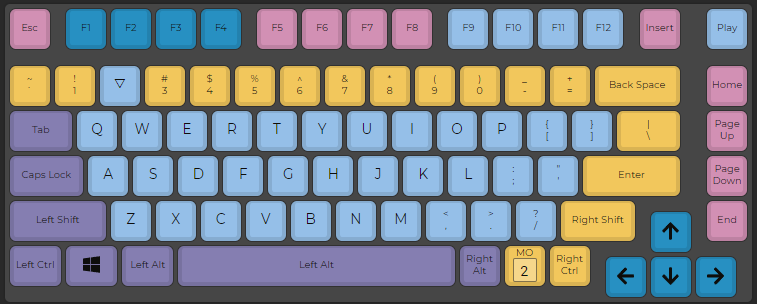 Esc F1 F2 F3 F4 F5 F6 F7 F8 F9 F10 F11 F12 Insert Play
~ ! # $ % ^ & * ( ) _ + Back Space Home
` 1 ▽ 3 4 5 6 7 8 9 0 - =
Tab Q W E R T Y U I O P { } | Page
[ ] \ Up
Caps Lock A S D F G H J K L : " Enter Page
; ' Down
Left Shift Z X C V B N M < > ? Right Shift End
, . /
↑
Left Ctrl Left Alt Left Alt Right MO Right
Alt 2 Ctrl ← ↓ →